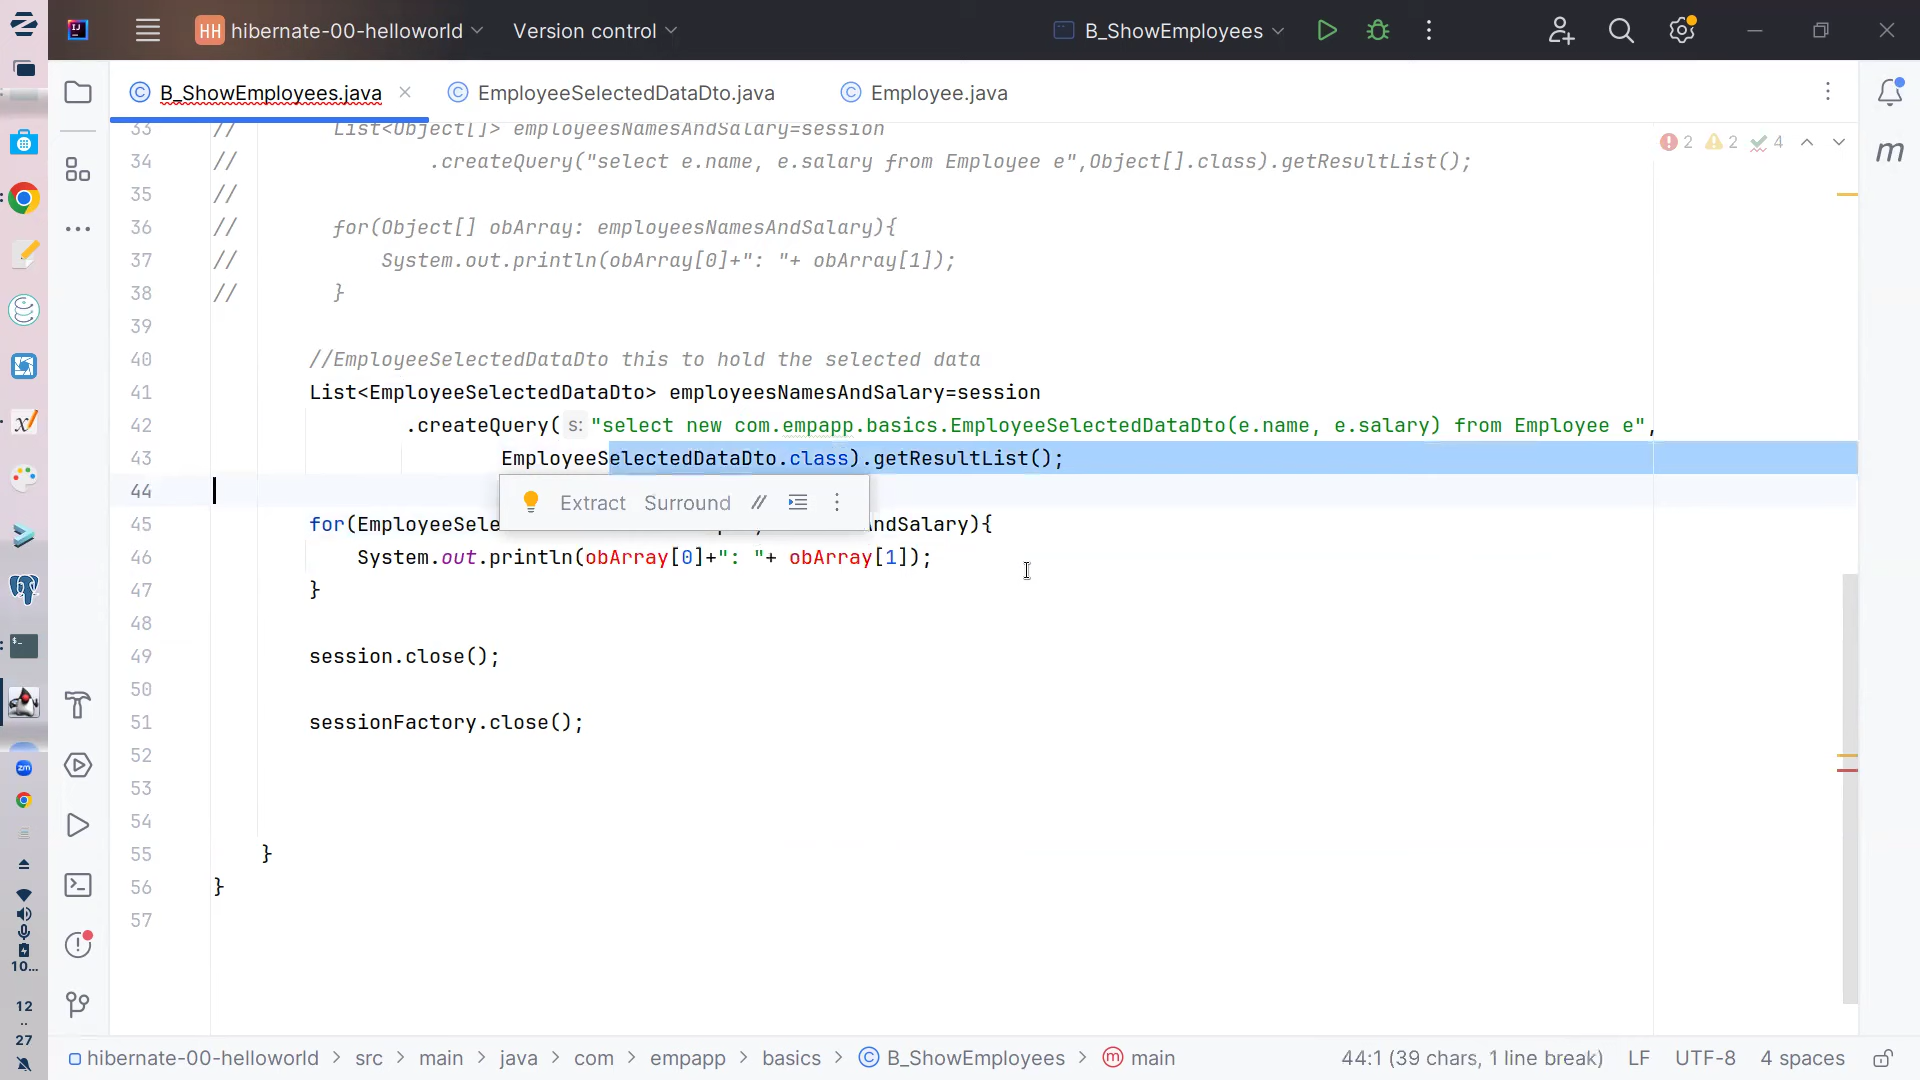 HH hibernate-00-helloworld Version control B_ShowEmployees
B_ShowEmployees.java EmployeeSelectedDataDto.java Employee.java
2 2 4
33 // List<Object[]> employeesNamesAndSalary=session
34 // .createQuery("select e.name, e.salary from Employee e",Object[].class).getResultList();
35 //
36 // for(Object[] obArray: employeesNamesAndSalary){
37 // System.out.println(obArray[0]+": "+ obArray[1]);
38 // }
39
40 //EmployeeSelectedDataDto this to hold the selected data
41 List<EmployeeSelectedDataDto> employeesNamesAndSalary=session
42 .createQuery( s: "select new com.empapp.basics.EmployeeSelectedDataDto(e.name, e.salary) from Employee e",
43 EmployeeSelectedDataDto.class).getResultList();
44
Extract Surround //
45 for(EmployeeSele ndSalary){
46 System.out.println(obArray[0]+": "+ obArray[1]);
47 }
48
49 session.close();
50
51 sessionFactory.close();
52
53
54
55 }
56 }
57
m
zm
10...
12
..
27
hibernate-00-helloworld > src > main > java > com > empapp > basics > B_ShowEmployees > m main 44:1 (39 chars, 1 line break) LF UTF-8 4 spaces